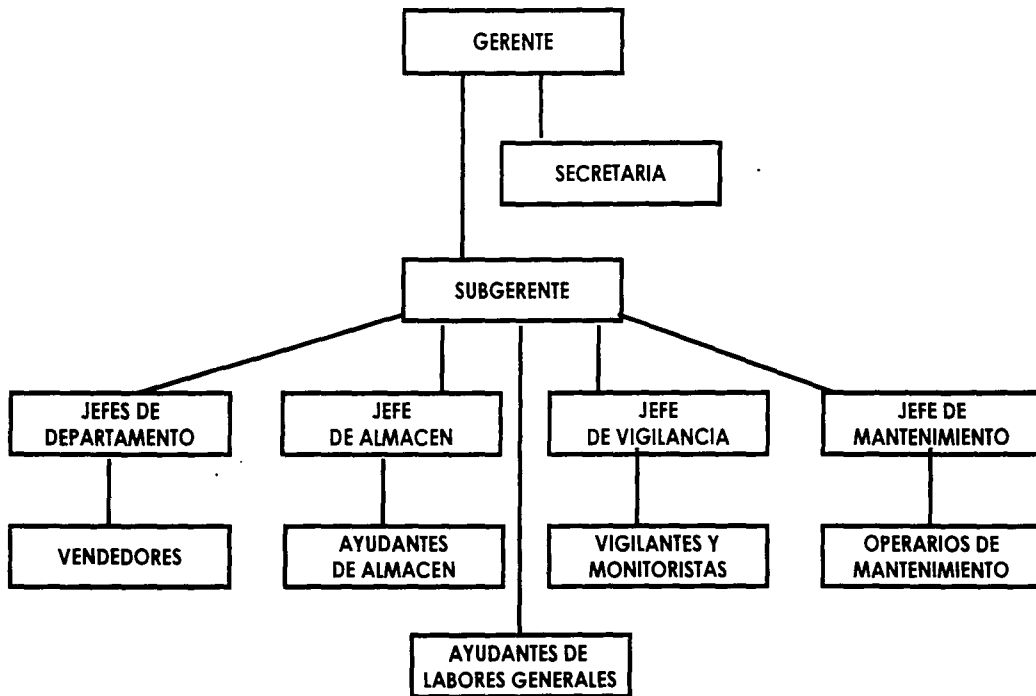 GERENTE
SECRETARIA
SUBGERENTE
JEFES DE
DEPARTAMENTO
JEFE
DE ALMACEN
JEFE
DE VIGILANCIA
JEFE DE
MANTENIMIENTO
VENDEDORES
AYUDANTES
DE ALMACEN
VIGILANTES Y
MONITORISTAS
OPERARIOS DE
MANTENIMIENTO
AYUDANTES DE
LABORES GENERALES